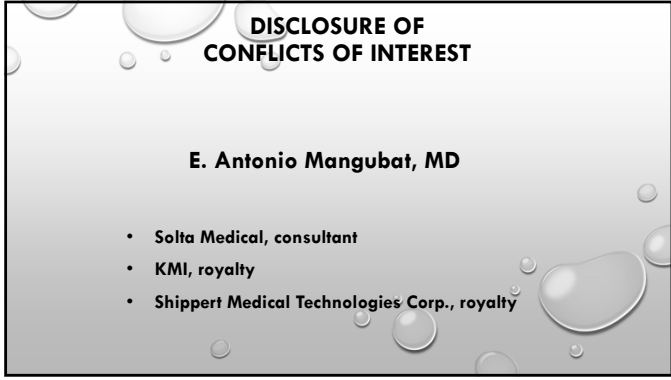 DISCLOSURE OF
CONFLICTS OF INTEREST
E. Antonio Mangubat, MD
• Solta Medical, consultant
• KMI, royalty
• Shippert Medical Technologies Corp., royalty